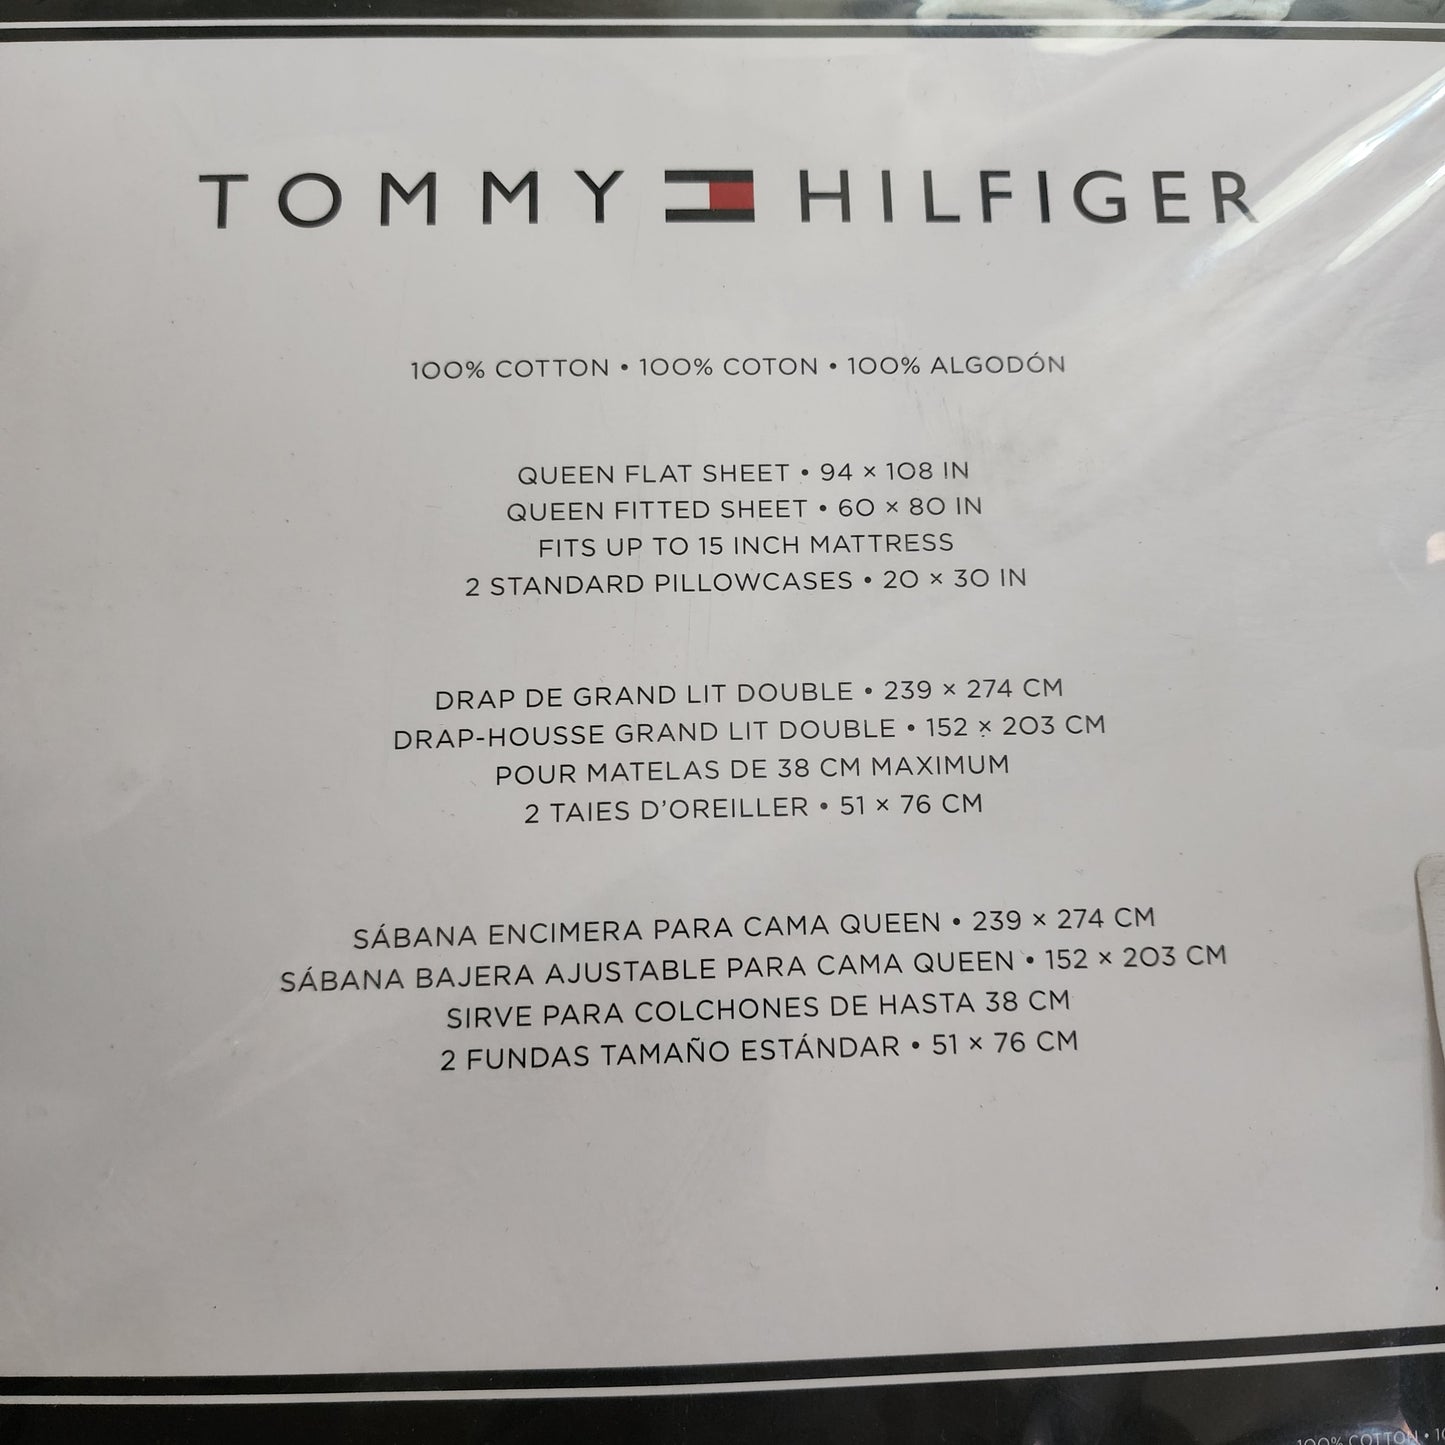 TOMMY HILFIGER
100% COTTON • 100% COTON • 100% ALGODÓN
QUEEN FLAT SHEET • 94 × 108 IN
QUEEN FITTED SHEET • 60 × 80 IN
FITS UP TO 15 INCH MATTRESS
2 STANDARD PILLOWCASES • 20 × 30 IN
DRAP DE GRAND LIT DOUBLE • 239 × 274 CM
DRAP-HOUSSE GRAND LIT DOUBLE • 152 × 203 CM
POUR MATELAS DE 38 CM MAXIMUM
2 TAIES D'OREILLER • 51 × 76 CM
SÁBANA ENCIMERA PARA CAMA QUEEN • 239 × 274 CM
SÁBANA BAJERA AJUSTABLE PARA CAMA QUEEN • 152 × 203 CM
SIRVE PARA COLCHONES DE HASTA 38 CM
2 FUNDAS TAMAÑO ESTÁNDAR • 51 × 76 CM
100% COTTON •